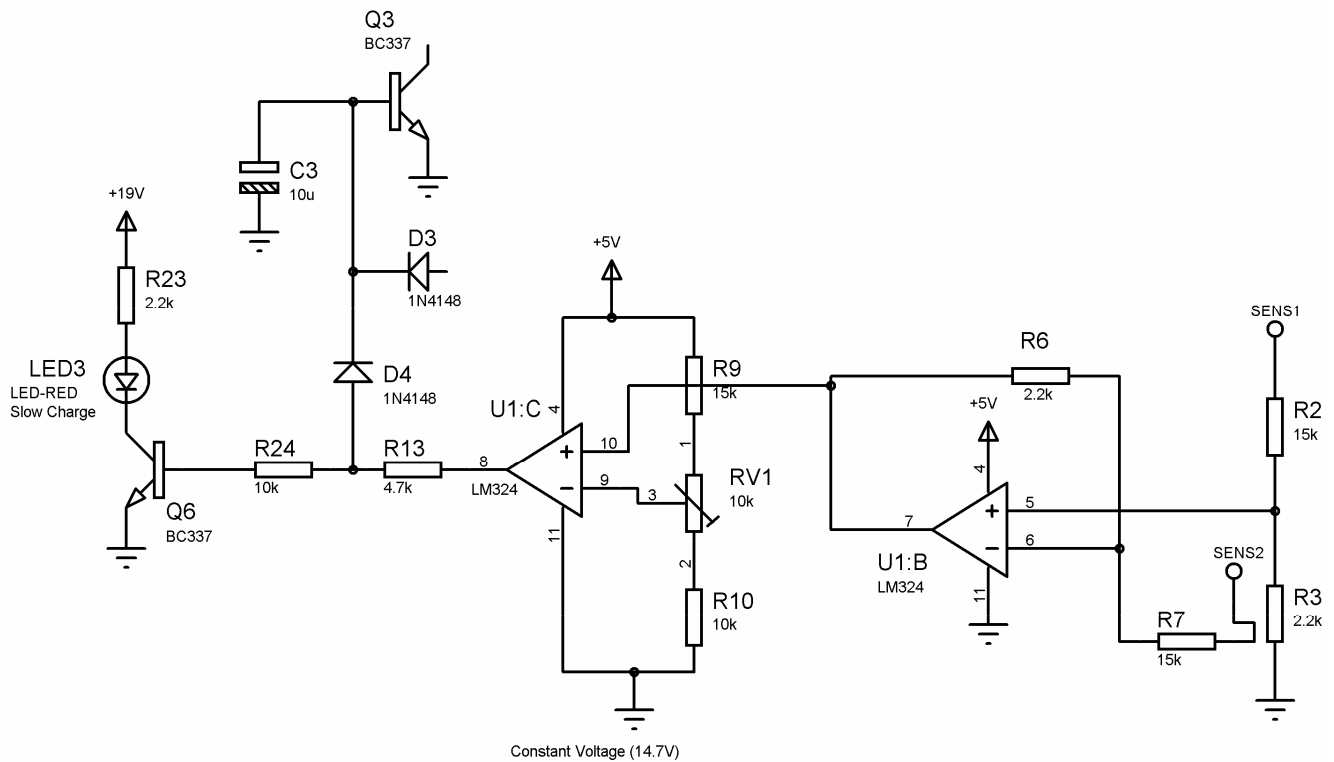 Q3
BC337
C3
10u
+19V
D3
1N4148
+5V
R23
2.2k
SENS1
R6
2.2k
LED3
LED-RED
Slow Charge
D4
1N4148
R9
15k
U1:C
4
+5V
R2
15k
R24
10k
R13
4.7k
8
LM324
10
9
1
3
RV1
10k
4
Q6
BC337
11
2
7
5
6
U1:B
LM324
11
SENS2
R10
10k
R7
15k
R3
2.2k
Constant Voltage (14.7V)